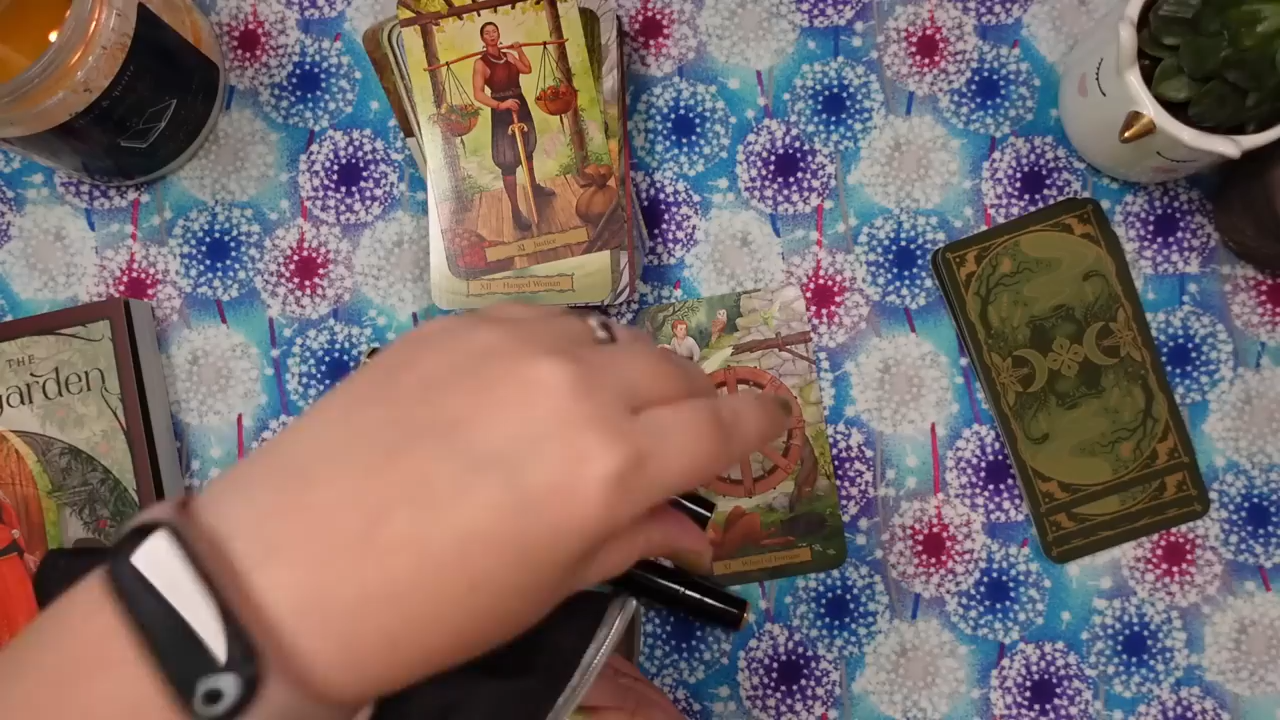 XI Justice
XII - Hanged Woman
THE
garden
Wheel of Fortune